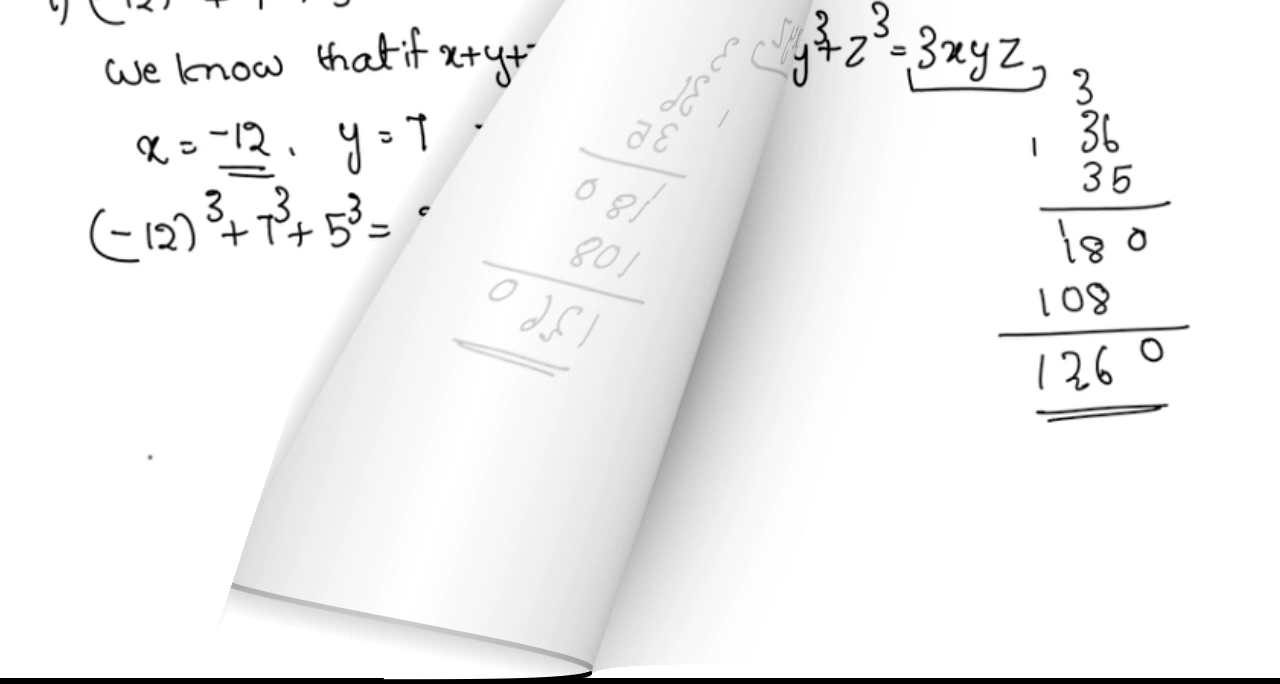 We know that if x+y+
y³+z³=3xyz,
x = -12, y = 7
(-12)³+7³+5³=
3
1 36
35
180
108
1260